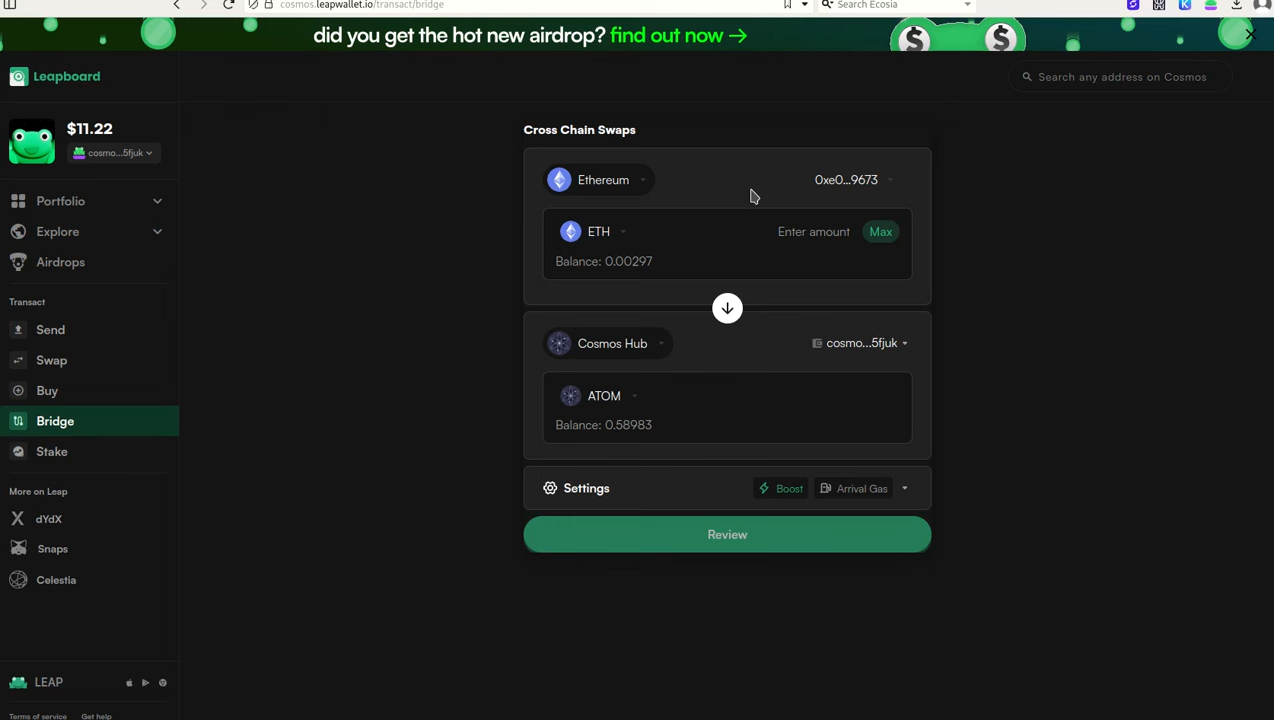 cosmos.leapwallet.io/transact/bridge
Search Ecosia
did you get the hot new airdrop? find out now →
Leapboard
Search any address on Cosmos
$11.22
cosmo...5fjuk
Portfolio
Explore
Airdrops
Transact
Send
Swap
Buy
Bridge
Stake
More on Leap
dYdX
Snaps
Celestia
LEAP
Terms of service
Get help
Cross Chain Swaps
Ethereum
0xe0...9673
ETH
Enter amount
Max
Balance: 0.00297
Cosmos Hub
cosmo...5fjuk
ATOM
Balance: 0.58983
Settings
Boost
Arrival Gas
Review